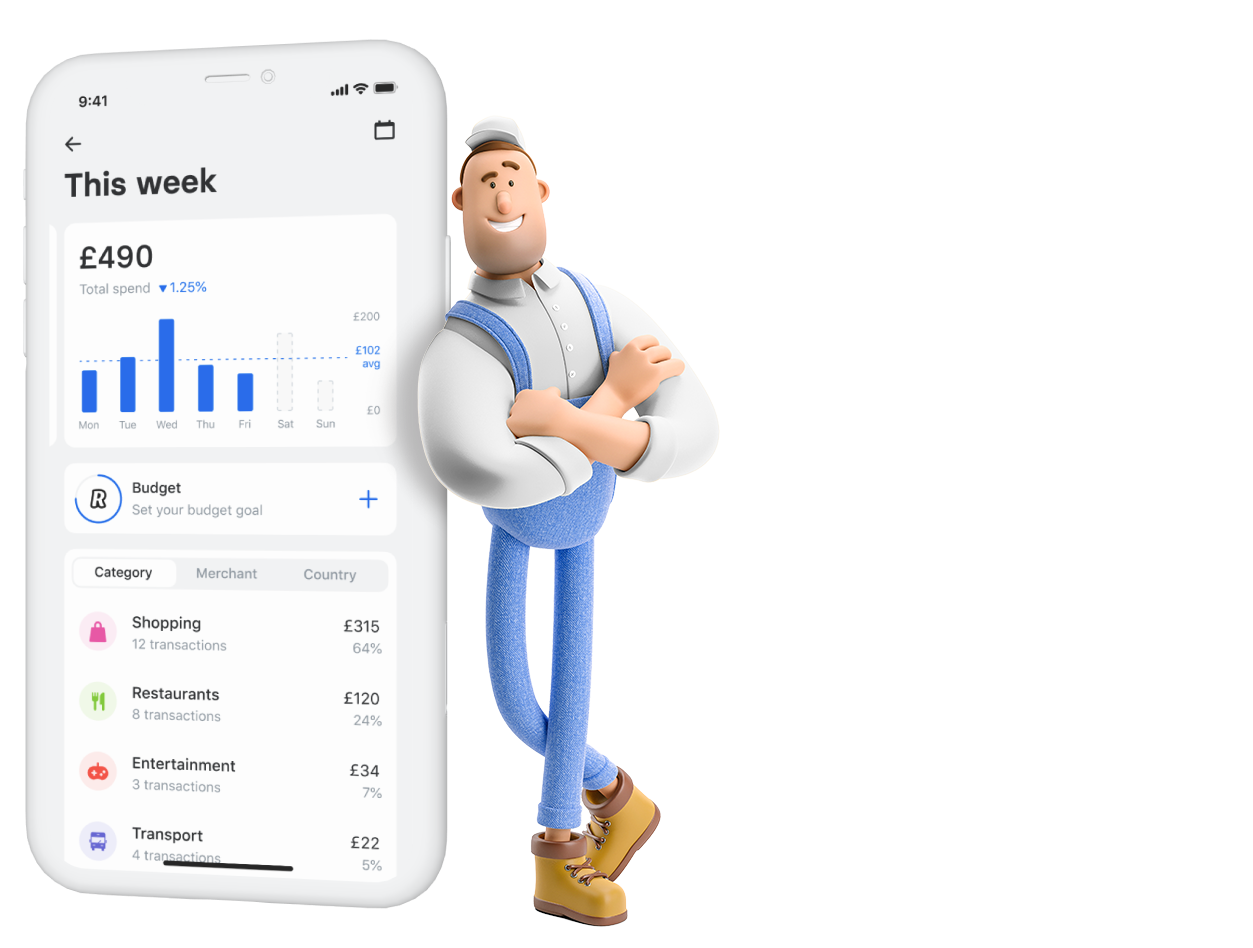 9:41
This week
£490
Total spend ▼1.25%
£200
£102
avg
£0
Mon Tue Wed Thu Fri Sat Sun
R
Budget
Set your budget goal
Category Merchant Country
Shopping £315
12 transactions 64%
Restaurants £120
8 transactions 24%
Entertainment £34
3 transactions 7%
Transport £22
4 transactions 5%